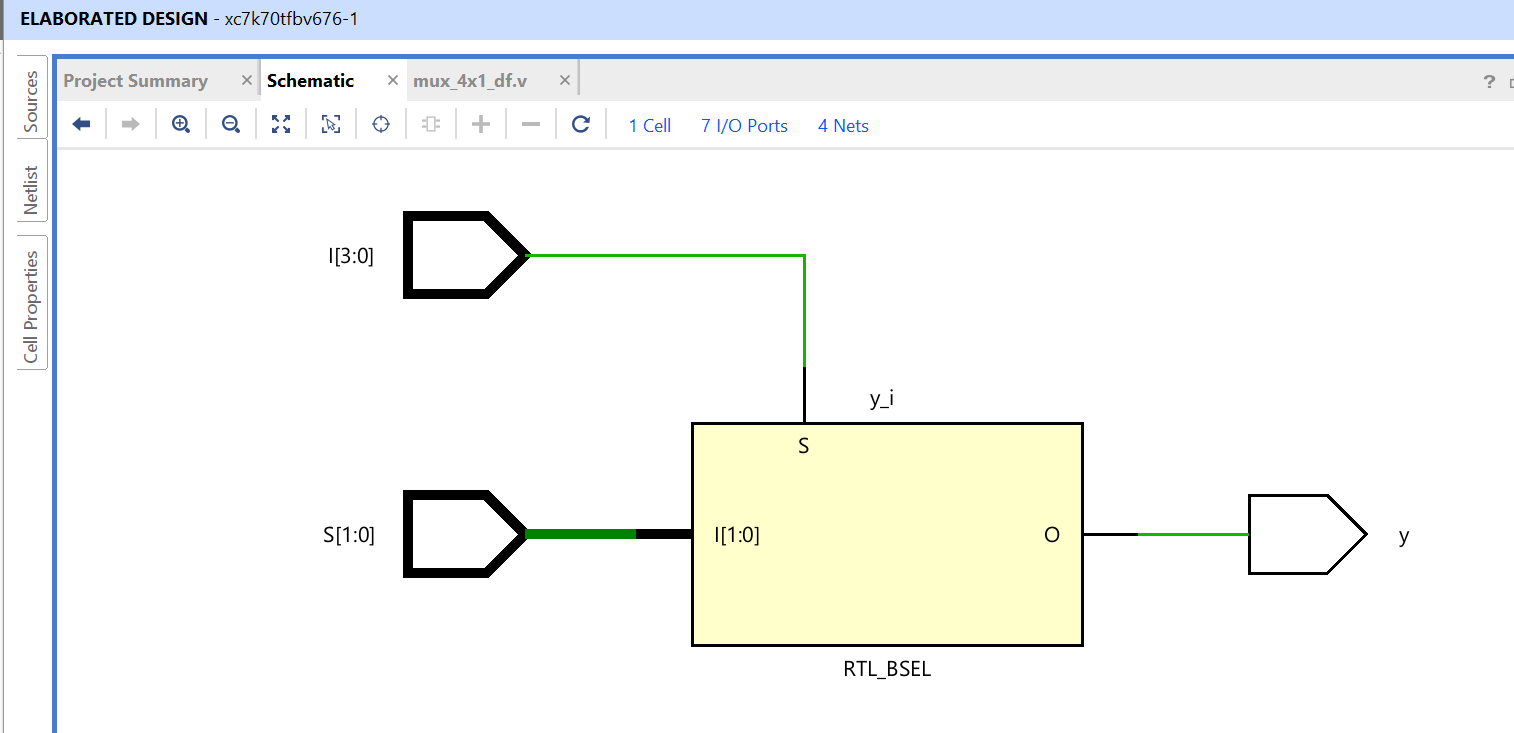 ELABORATED DESIGN - xc7k70tfbv676-1
Sources
Netlist
Cell Properties
Project Summary × Schematic × mux_4x1_df.v ×
?
1 Cell 7 I/O Ports 4 Nets
I[3:0]
y_i
S
S[1:0]
I[1:0]
O
y
RTL_BSEL